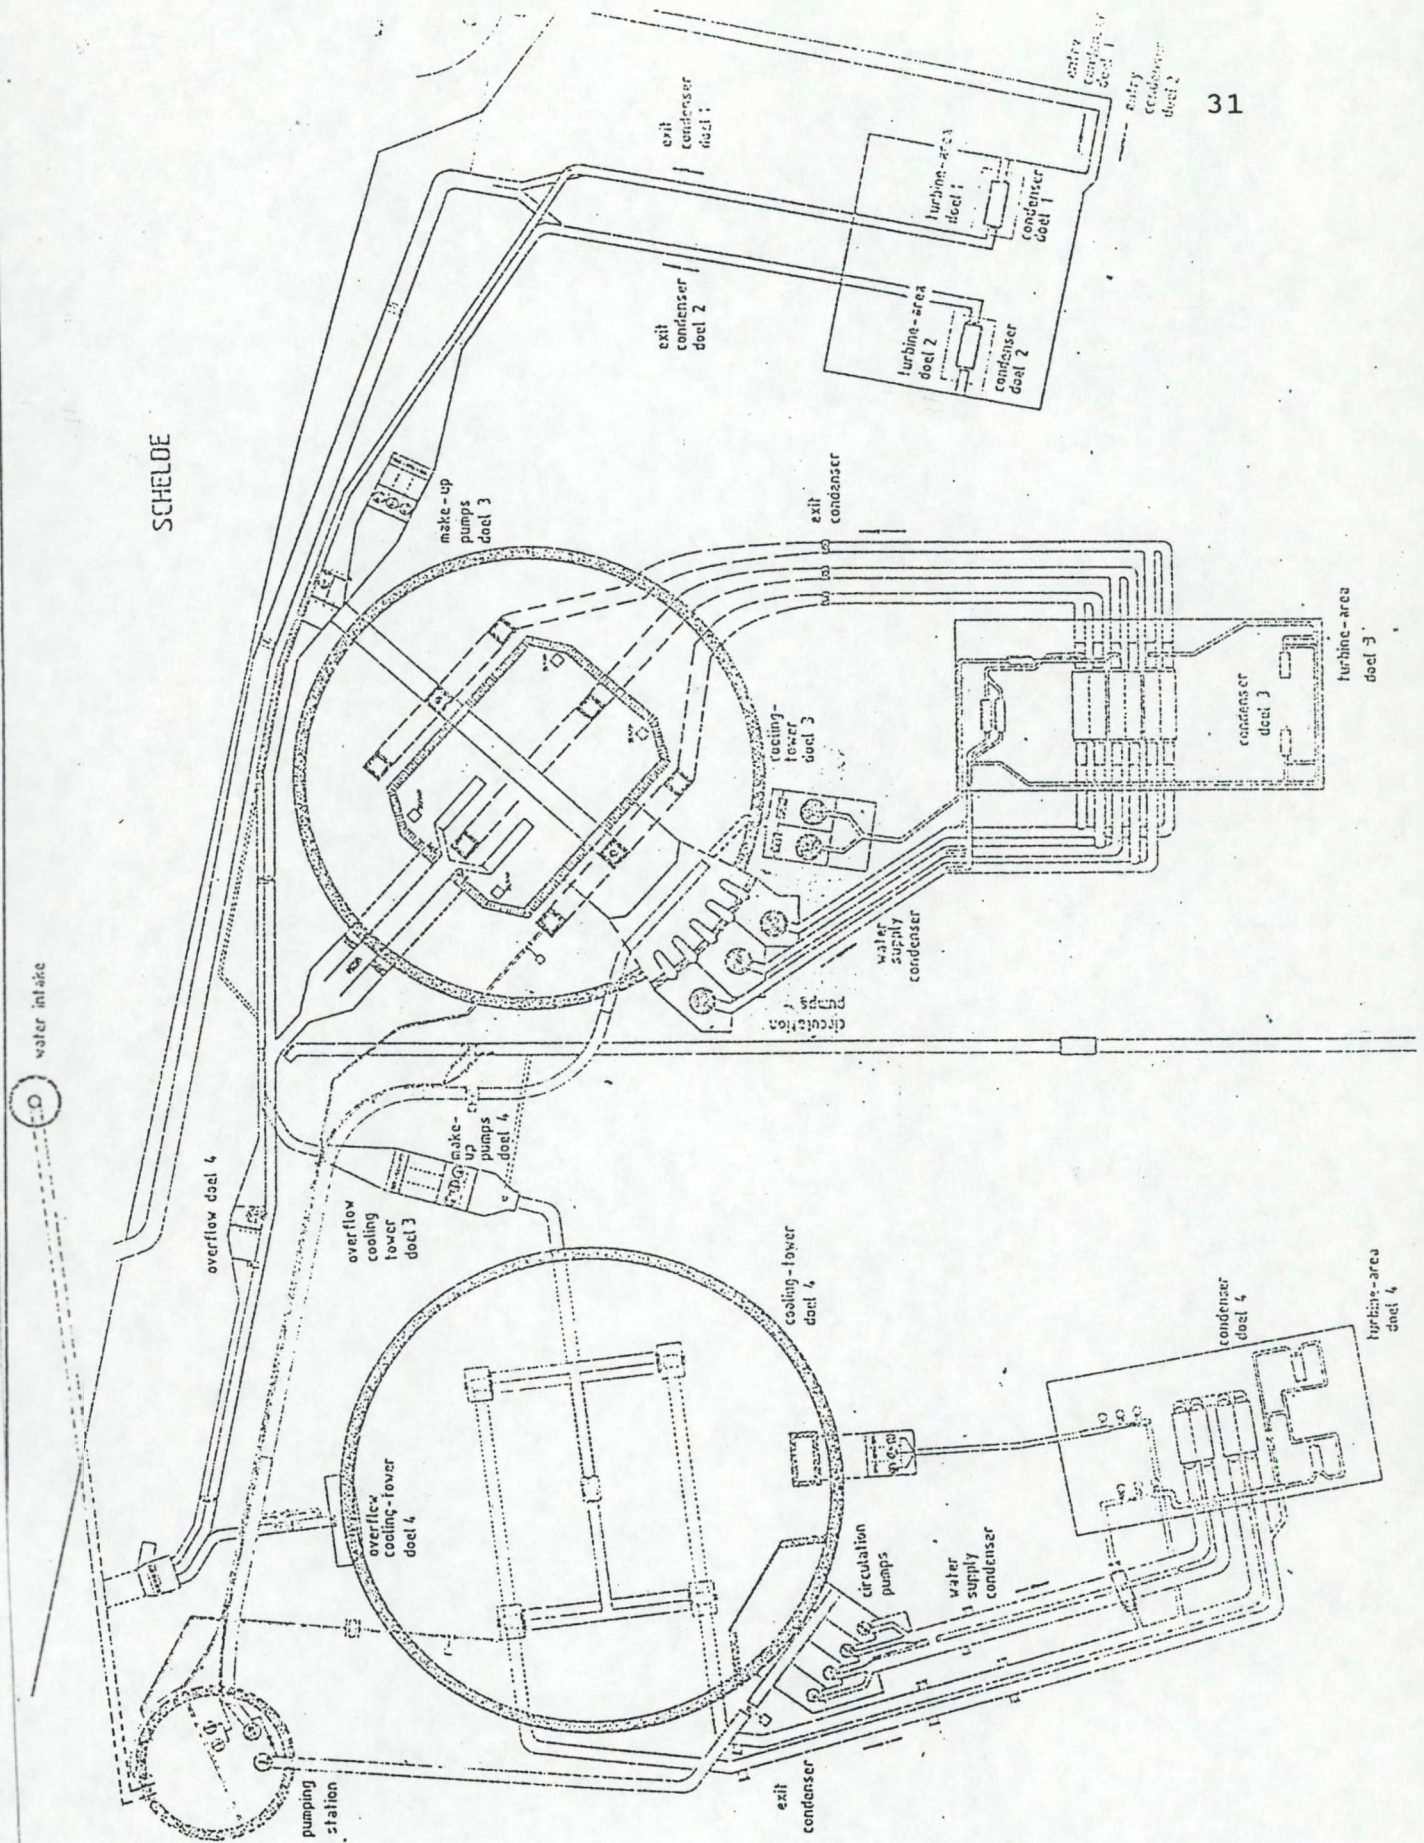 31
water intake
SCHELDE
entry
condenser
doel 1
entry
condenser
doel 2
exit
condenser
doel 1
exit
condenser
doel 2
turbine-area
doel 1
condenser
doel 1
turbine-area
doel 2
condenser
doel 2
make-up
pumps
doel 3
exit
condenser
cooling-
tower
doel 3
condenser
doel 3
turbine-area
doel 3
water
supply
condenser
circulation
pumps
make-
up
pumps
doel 4
overflow
cooling
tower
doel 3
overflow doel 4
overflow
cooling-tower
doel 4
cooling-tower
doel 4
condenser
doel 4
turbine-area
doel 4
circulation
pumps
water
supply
condenser
exit
condenser
pumping
station